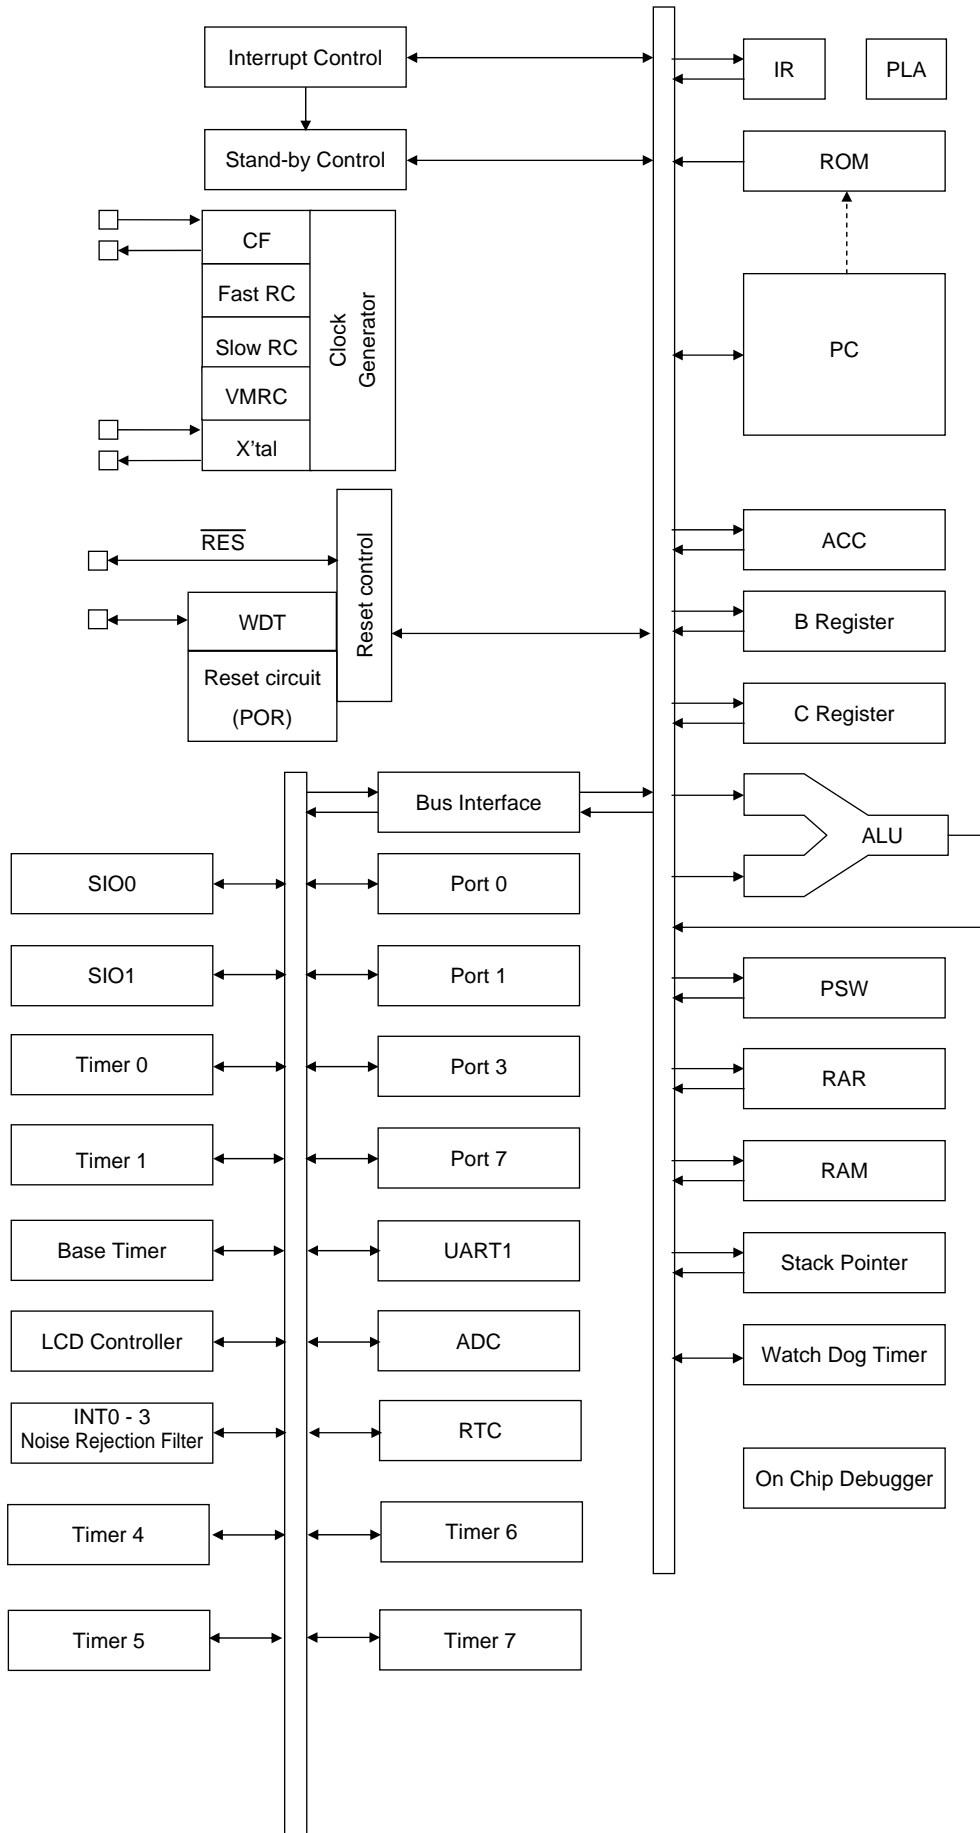 Interrupt Control
IR
PLA
Stand-by Control
ROM
CF
Fast RC
Slow RC
VMRC
X'tal
Clock
Generator
PC
RES
Reset control
WDT
Reset circuit
(POR)
ACC
B Register
C Register
Bus Interface
ALU
SIO0
Port 0
SIO1
Port 1
PSW
Timer 0
Port 3
RAR
Timer 1
Port 7
RAM
Base Timer
UART1
Stack Pointer
LCD Controller
ADC
Watch Dog Timer
INT0 - 3
Noise Rejection Filter
RTC
On Chip Debugger
Timer 4
Timer 6
Timer 5
Timer 7